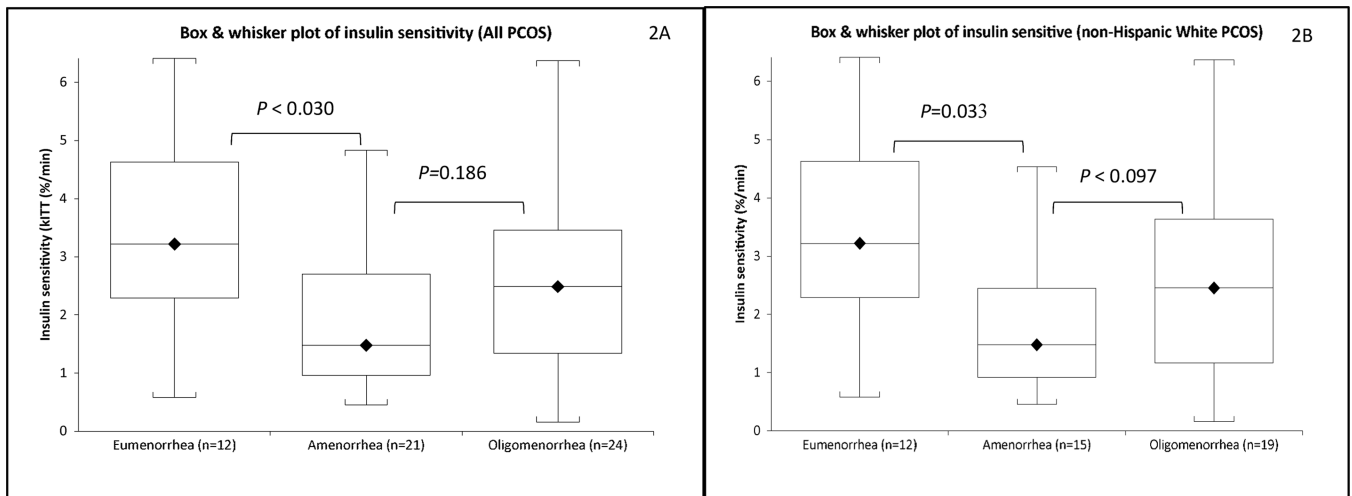 Box & whisker plot of insulin sensitivity (All PCOS)
2A
Insulin sensitivity (kITT (%/min)
6
5
4
3
2
1
0
P < 0.030
P=0.186
Eumenorrhea (n=12)
Amenorrhea (n=21)
Oligomenorrhea (n=24)
Box & whisker plot of insulin sensitive (non-Hispanic White PCOS)
2B
Insulin sensitivity (%/min)
6
5
4
3
2
1
0
P=0.033
P < 0.097
Eumenorrhea (n=12)
Amenorrhea (n=15)
Oligomenorrhea (n=19)